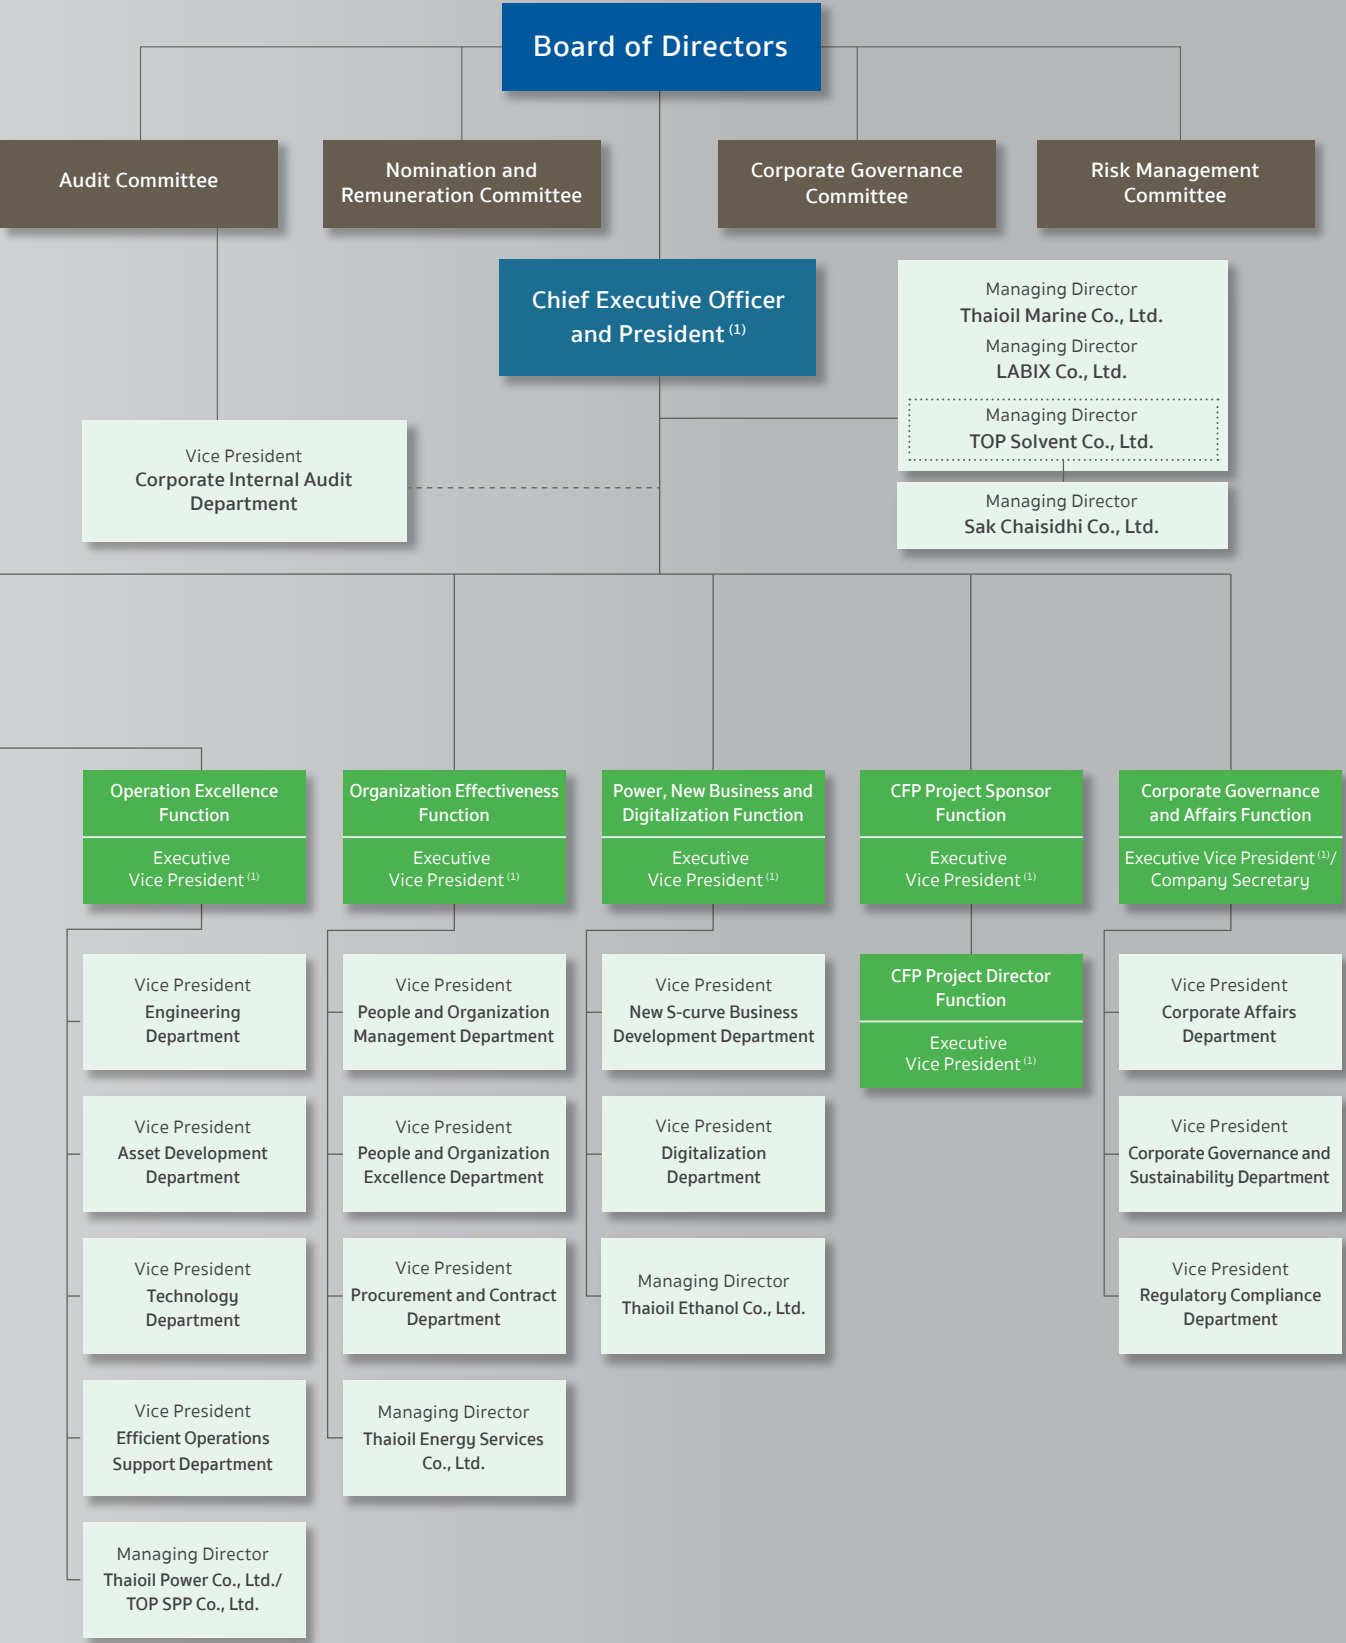 Board of Directors
Audit Committee
Nomination and
Remuneration Committee
Corporate Governance
Committee
Risk Management
Committee
Chief Executive Officer
and President (1)
Managing Director
Thaioil Marine Co., Ltd.
Managing Director
LABIX Co., Ltd.
Managing Director
TOP Solvent Co., Ltd.
Managing Director
Sak Chaisidhi Co., Ltd.
Vice President
Corporate Internal Audit
Department
Operation Excellence
Function
Executive
Vice President (1)
Vice President
Engineering
Department
Vice President
Asset Development
Department
Vice President
Technology
Department
Vice President
Efficient Operations
Support Department
Managing Director
Thaioil Power Co., Ltd./
TOP SPP Co., Ltd.
Organization Effectiveness
Function
Executive
Vice President (1)
Vice President
People and Organization
Management Department
Vice President
People and Organization
Excellence Department
Vice President
Procurement and Contract
Department
Managing Director
Thaioil Energy Services
Co., Ltd.
Power, New Business and
Digitalization Function
Executive
Vice President (1)
Vice President
New S-curve Business
Development Department
Vice President
Digitalization
Department
Managing Director
Thaioil Ethanol Co., Ltd.
CFP Project Sponsor
Function
Executive
Vice President (1)
CFP Project Director
Function
Executive
Vice President (1)
Corporate Governance
and Affairs Function
Executive Vice President (1)/
Company Secretary
Vice President
Corporate Affairs
Department
Vice President
Corporate Governance and
Sustainability Department
Vice President
Regulatory Compliance
Department